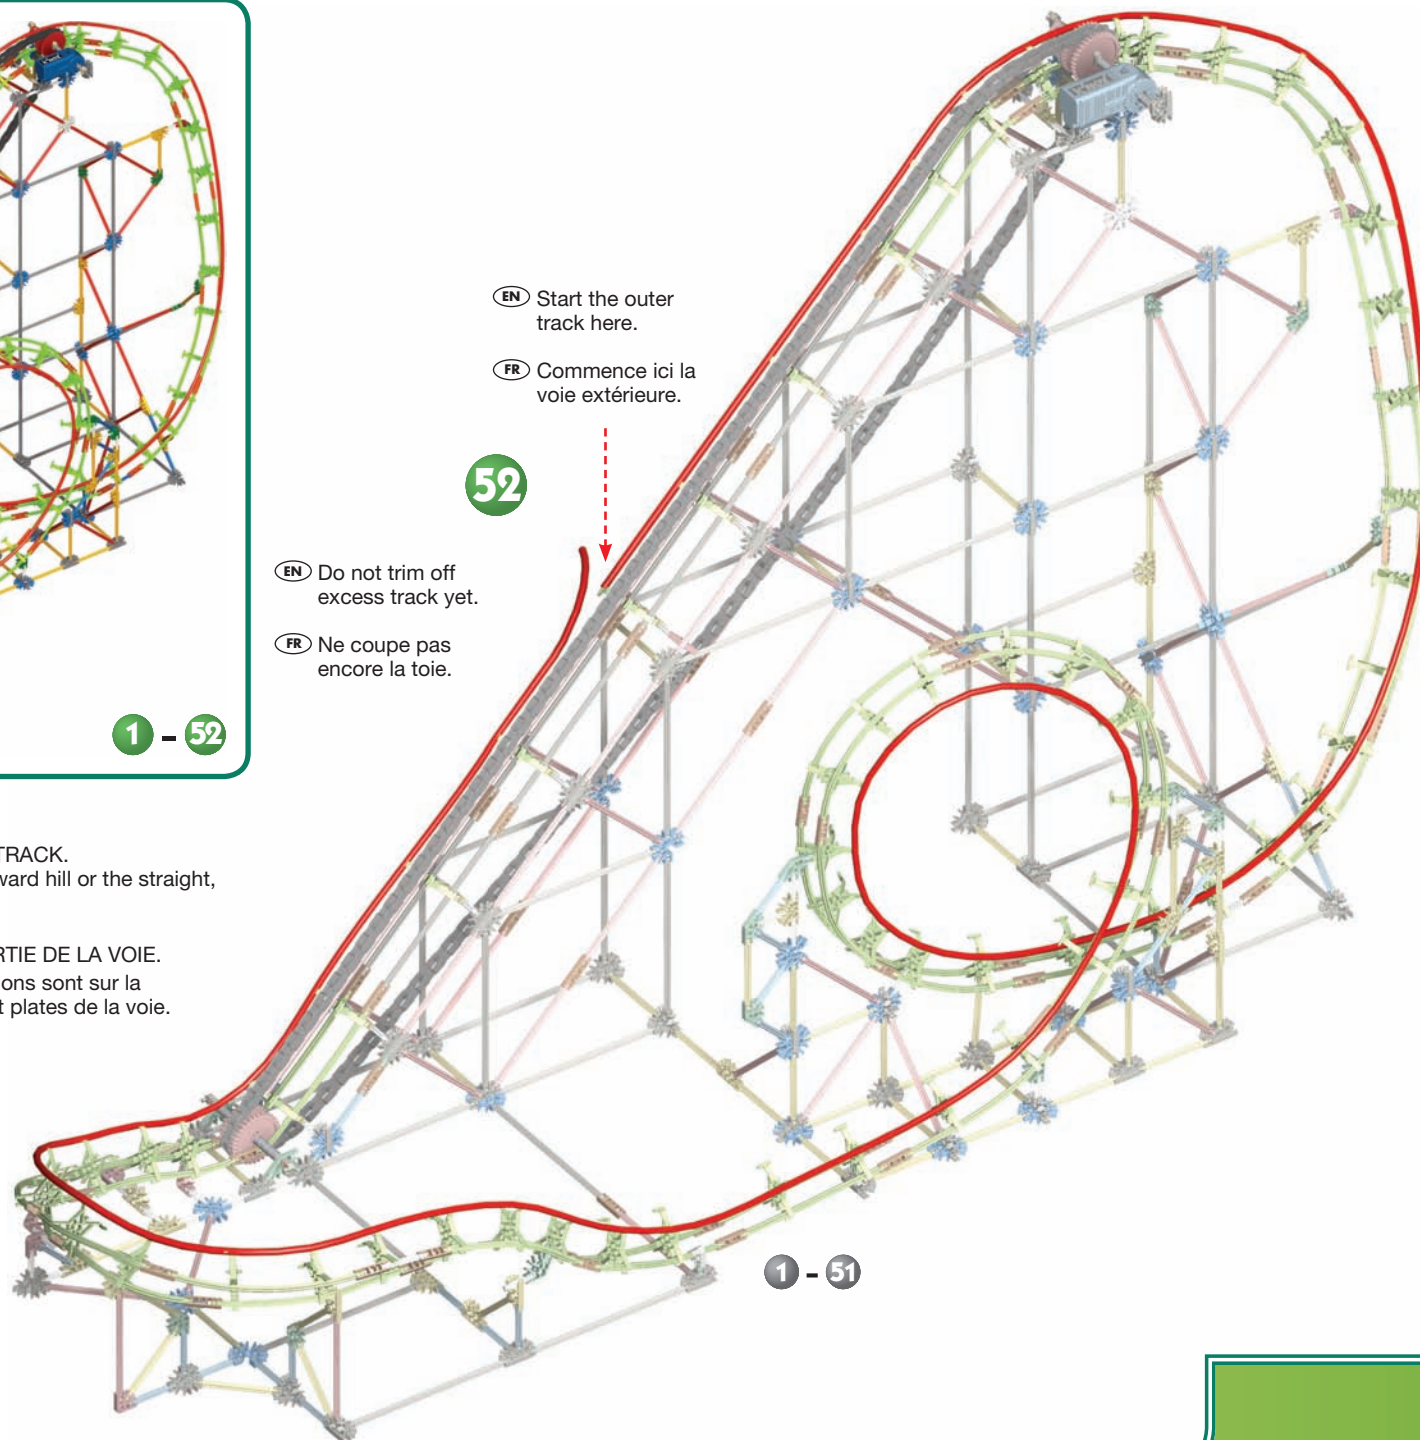 EN Start the outer
track here.
FR Commence ici la
voie extérieure.
52
EN Do not trim off
excess track yet.
FR Ne coupe pas
encore la toie.
1 - 52
TRACK.
ward hill or the straight,
RTIE DE LA VOIE.
ons sont sur la
t plates de la voie.
1 - 51